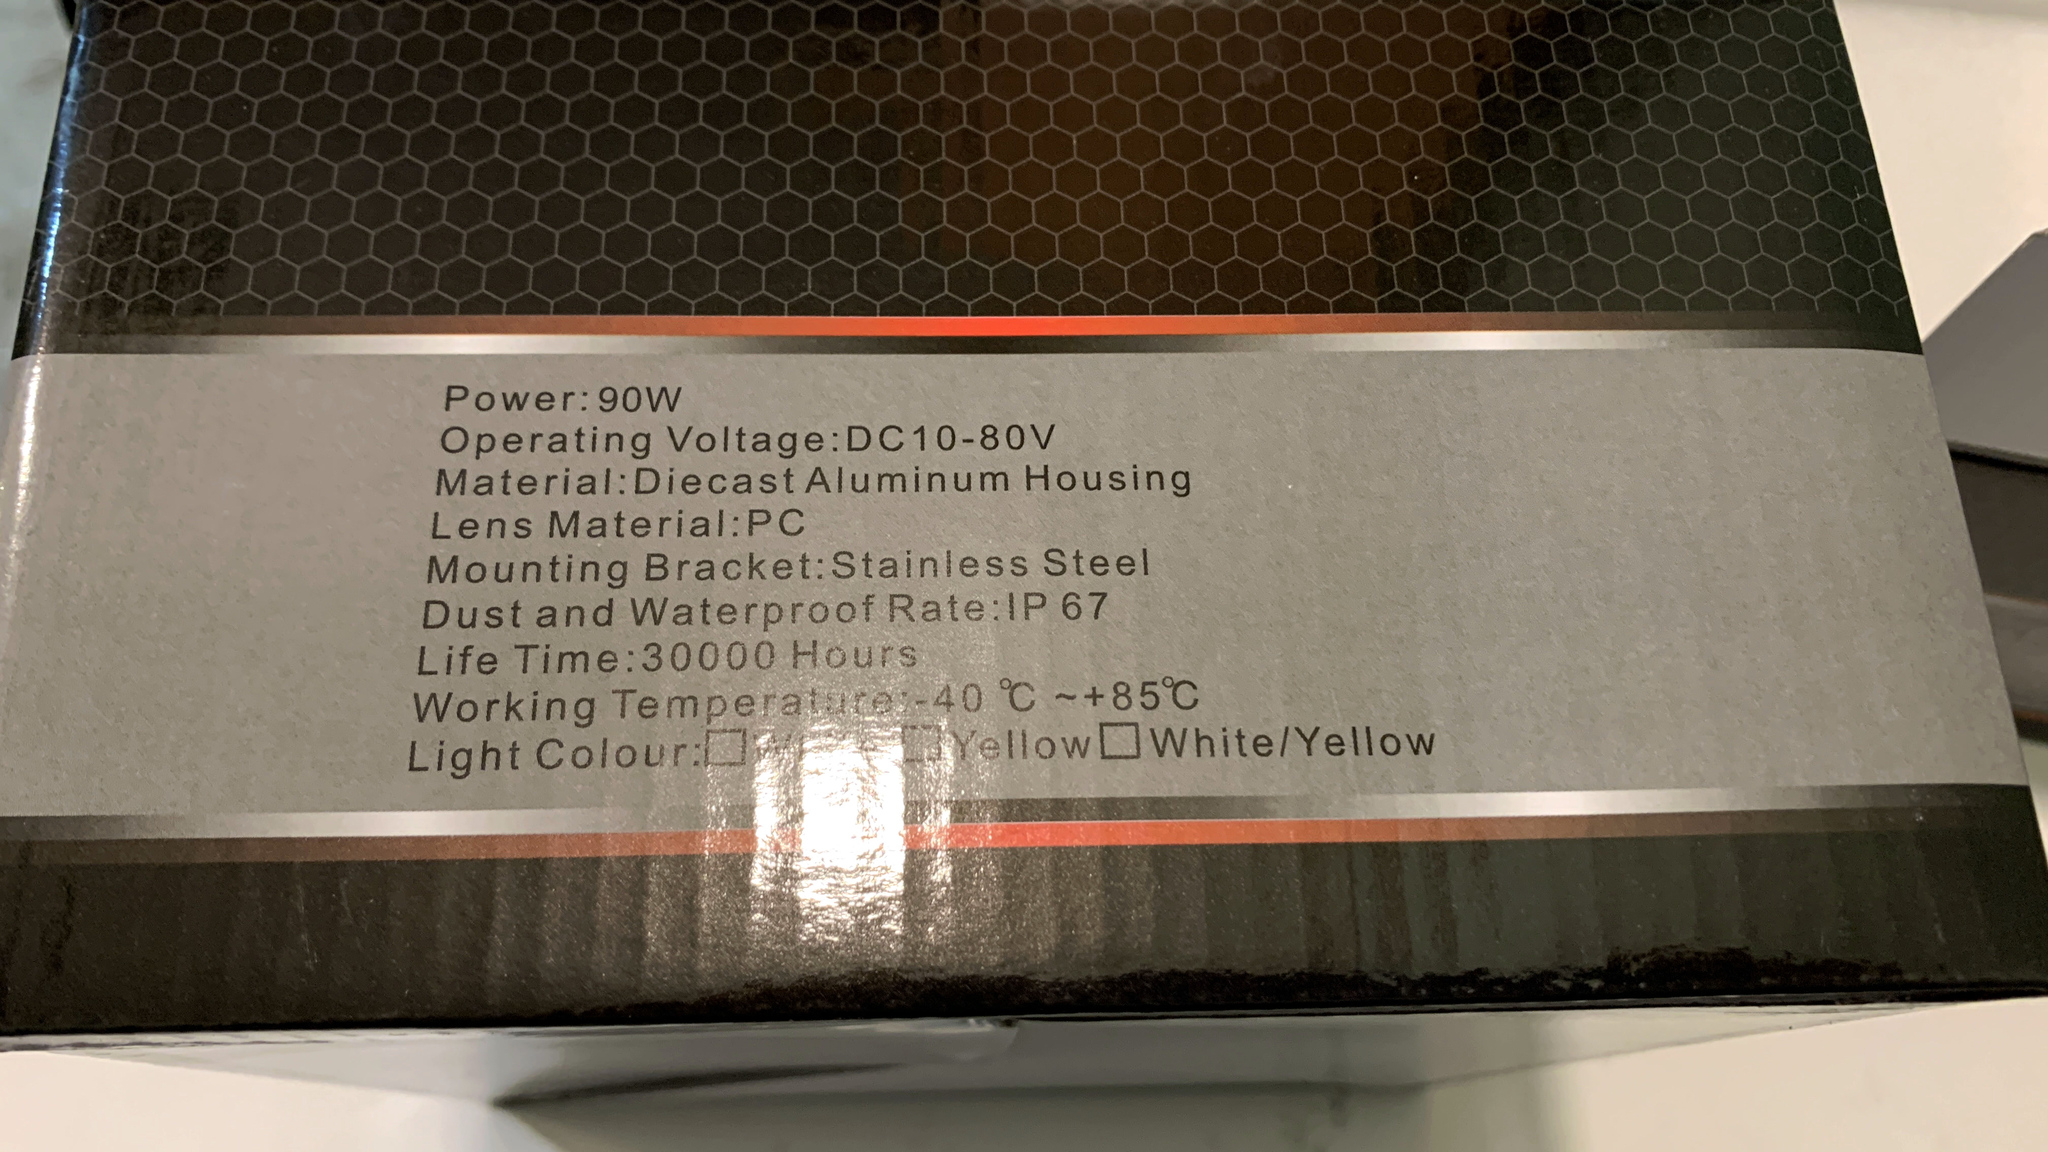 Power:90W
Operating Voltage:DC10-80V
Material:Diecast Aluminum Housing
Lens Material:PC
Mounting Bracket:Stainless Steel
Dust and Waterproof Rate:IP 67
Life Time:30000 Hours
Working Temperature:-40 ℃ ~+85℃
Light Colour:☐ ☐Yellow☐White/Yellow